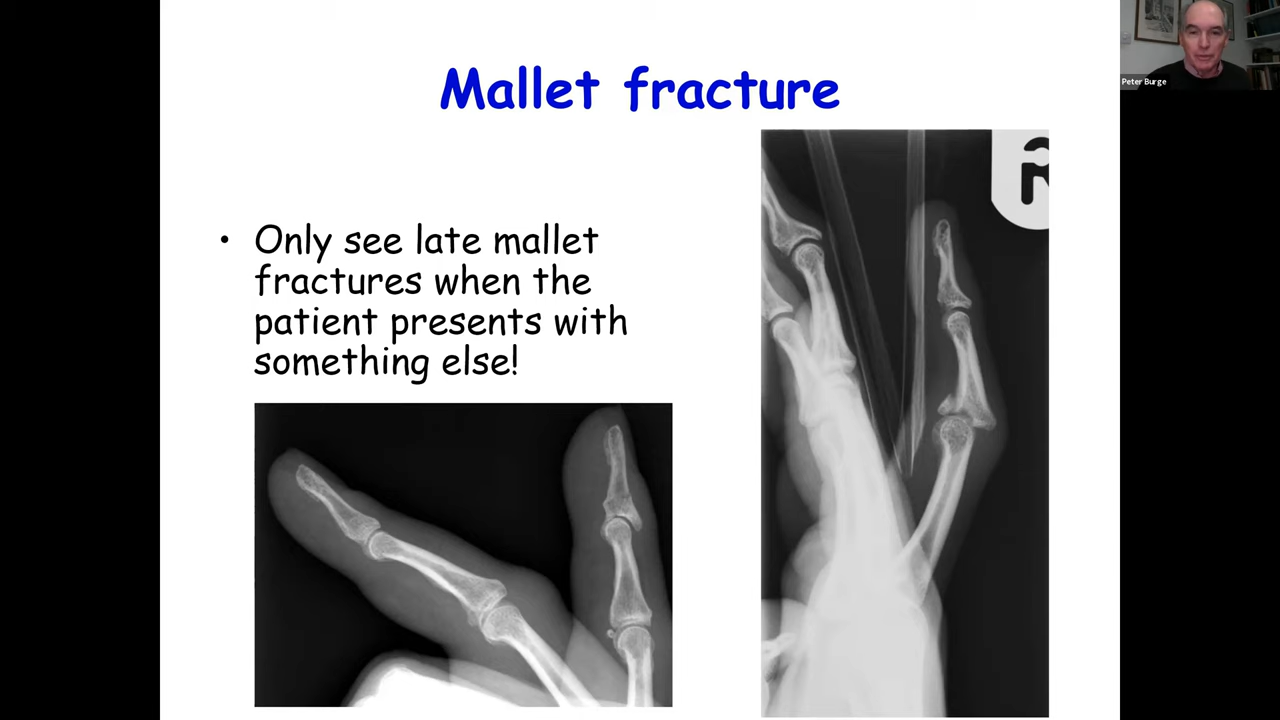 Mallet fracture
Peter Burge
• Only see late mallet
fractures when the
patient presents with
something else!
R